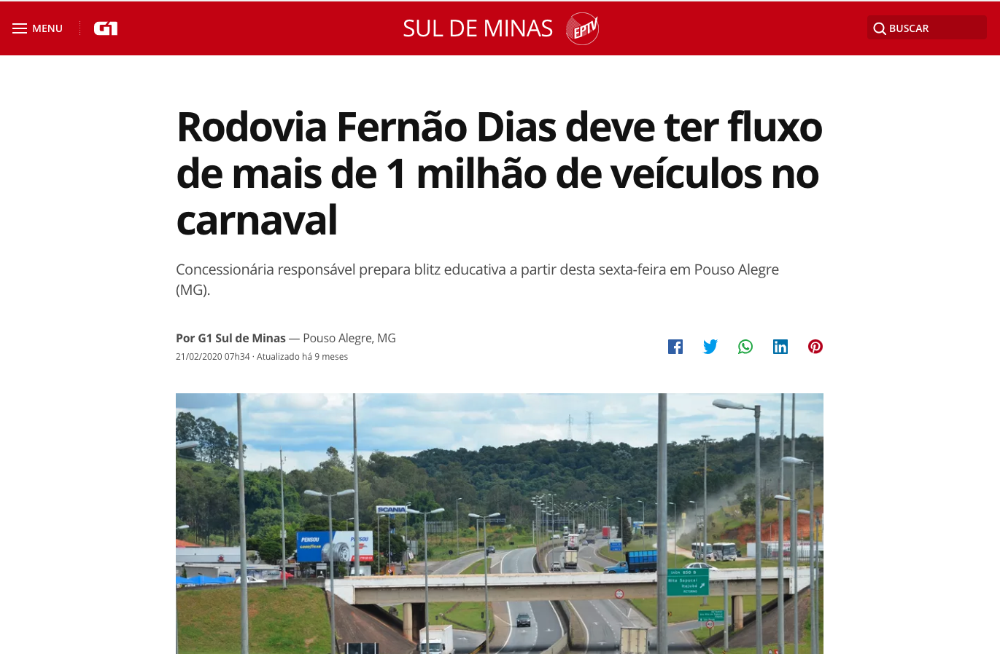 MENU
G1
SUL DE MINAS
EPTV
BUSCAR
Rodovia Fernão Dias deve ter fluxo
de mais de 1 milhão de veículos no
carnaval
Concessionária responsável prepara blitz educativa a partir desta sexta-feira em Pouso Alegre
(MG).
Por G1 Sul de Minas — Pouso Alegre, MG
21/02/2020 07h34 · Atualizado há 9 meses
SCANIA
PENSOU
GOODYEAR
PENSOU
Itajubá